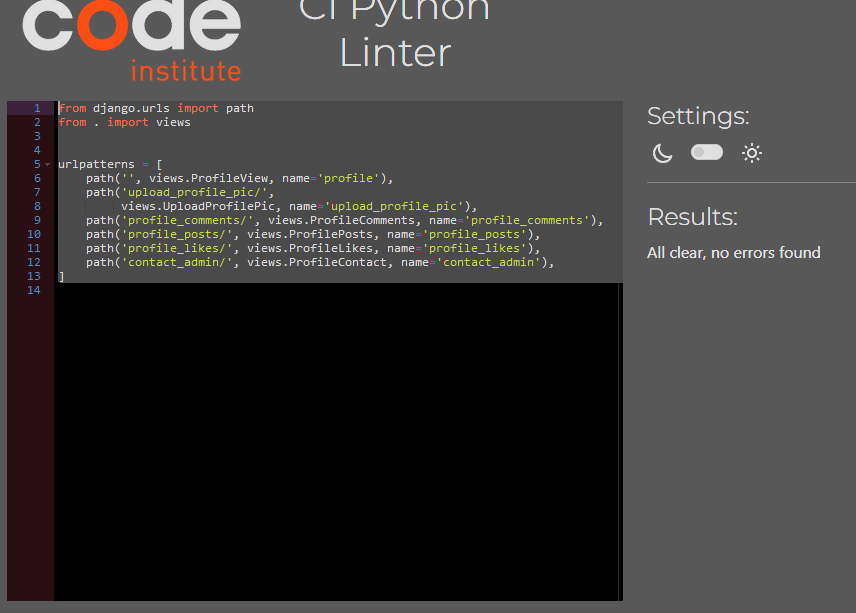 code
institute
CI Python
Linter
1 from django.urls import path
2 from . import views
3
4
5 urlpatterns = [
6     path('', views.ProfileView, name='profile'),
7     path('upload_profile_pic/',
8          views.UploadProfilePic, name='upload_profile_pic'),
9     path('profile_comments/', views.ProfileComments, name='profile_comments'),
10     path('profile_posts/', views.ProfilePosts, name='profile_posts'),
11     path('profile_likes/', views.ProfileLikes, name='profile_likes'),
12     path('contact_admin/', views.ProfileContact, name='contact_admin'),
13 ]
14
Settings:
Results:
All clear, no errors found